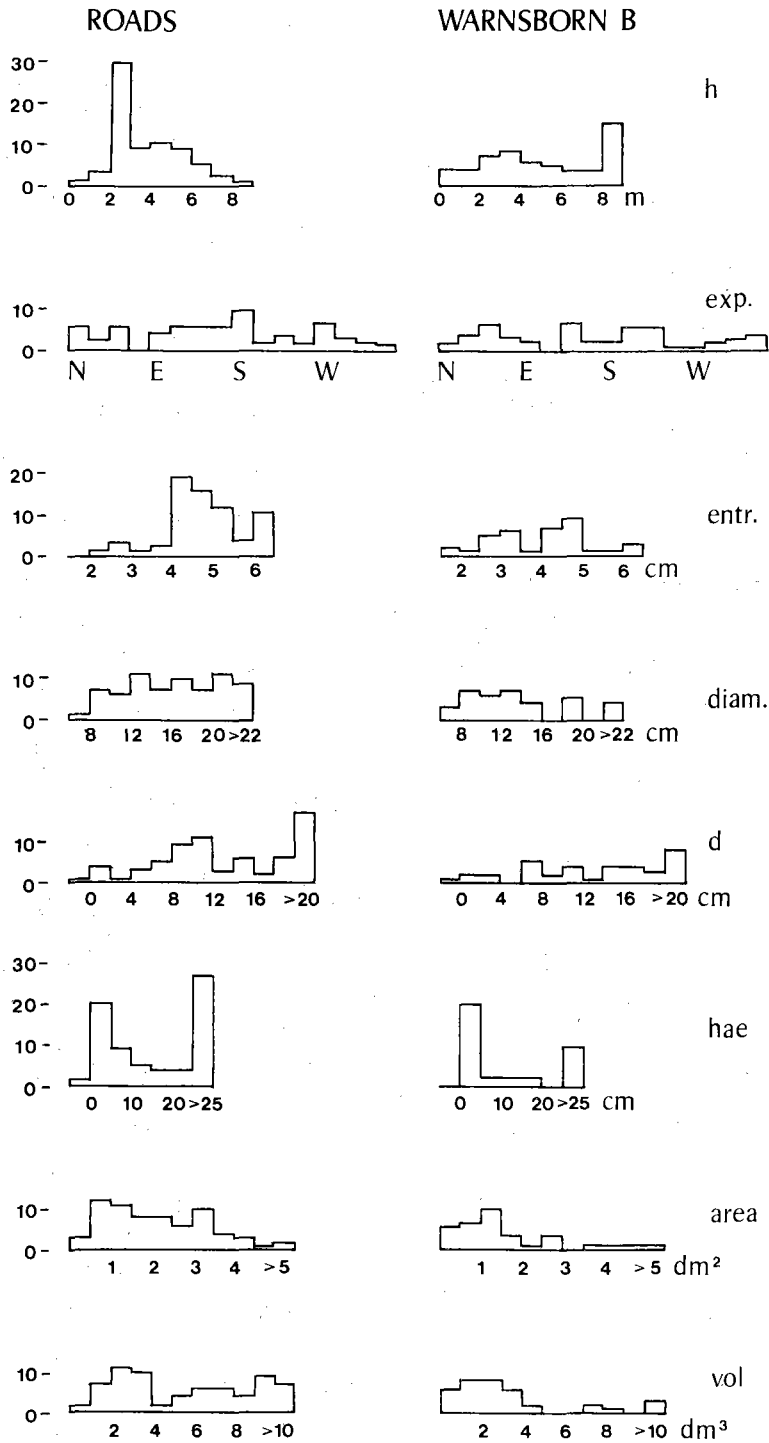 ROADS WARNSBORN B
30
20
10
0
0 2 4 6 8 0 2 4 6 8 m
h
10
0
N E S W N E S W
exp.
20
10
0
2 3 4 5 6 2 3 4 5 6 cm
entr.
10
0
8 12 16 20 >22 8 12 16 20 >22 cm
diam.
10
0
0 4 8 12 16 >20 0 4 8 12 16 >20 cm
d
30
20
10
0
0 10 20 >25 0 10 20 >25 cm
hae
10
0
1 2 3 4 >5 1 2 3 4 >5 dm²
area
10
0
2 4 6 8 >10 2 4 6 8 >10 dm³
vol